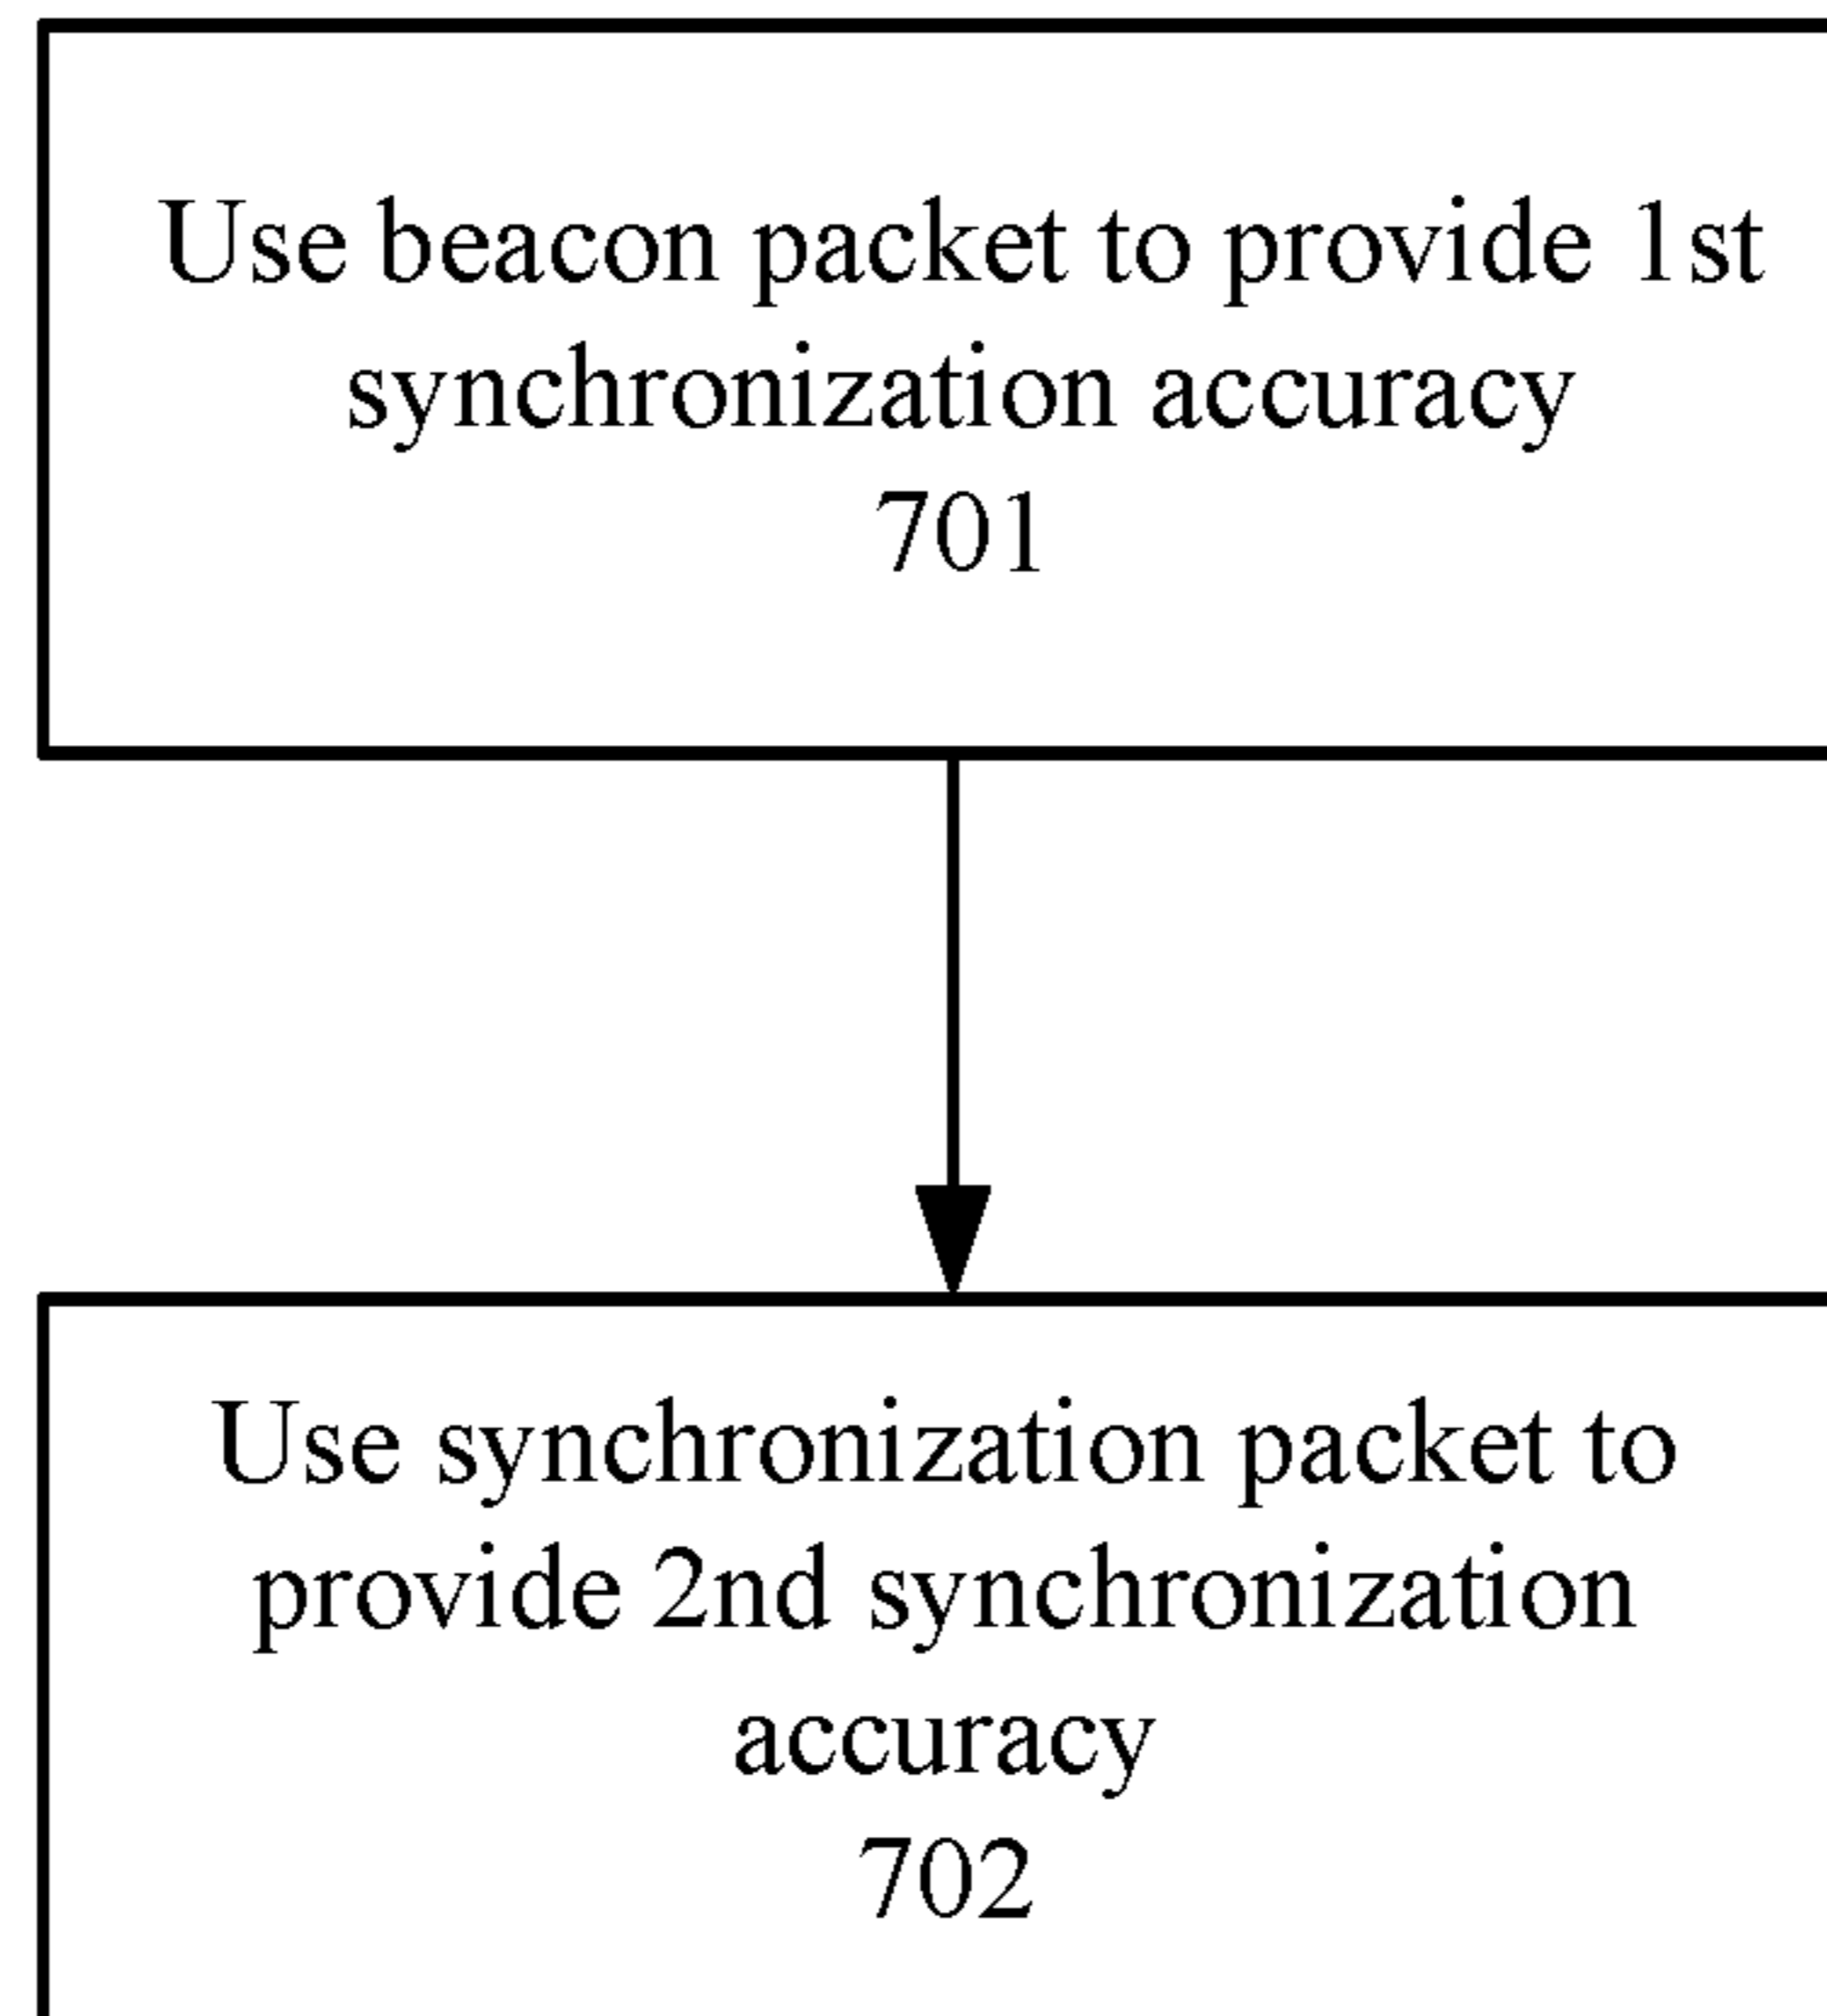 Use beacon packet to provide 1st
synchronization accuracy
701
Use synchronization packet to
provide 2nd synchronization
accuracy
702